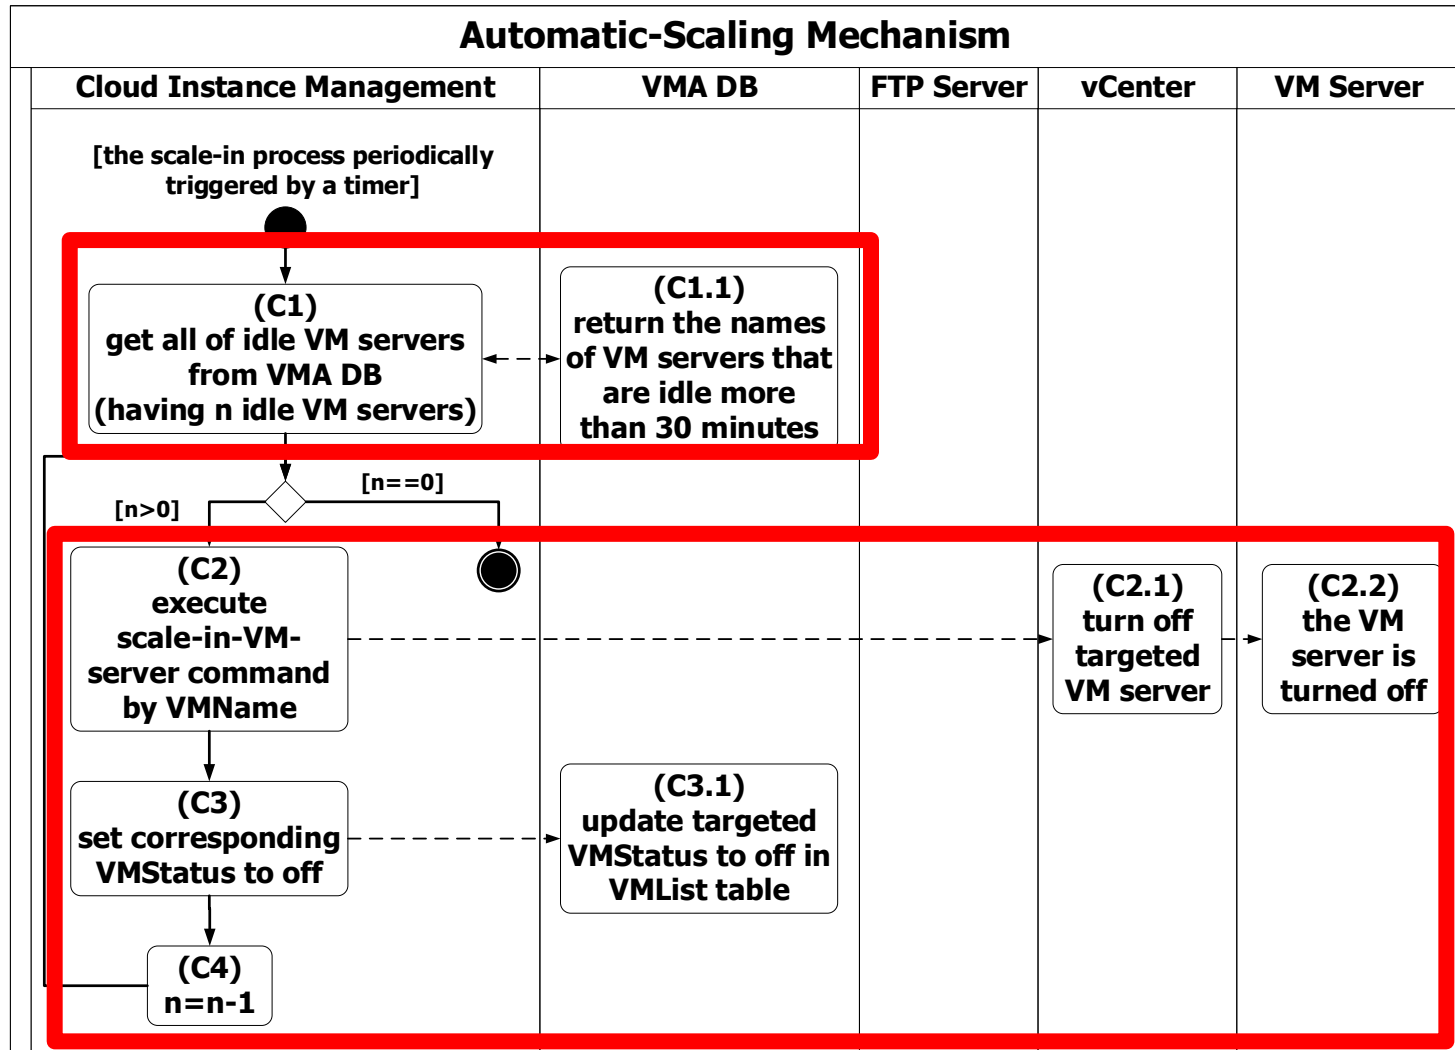 Automatic-Scaling Mechanism
Cloud Instance Management
VMA DB
FTP Server
vCenter
VM Server
[the scale-in process periodically
triggered by a timer]
(C1)
get all of idle VM servers
from VMA DB
(having n idle VM servers)
(C1.1)
return the names
of VM servers that
are idle more
than 30 minutes
[n==0]
[n>0]
(C2)
execute
scale-in-VM-
server command
by VMName
(C2.1)
turn off
targeted
VM server
(C2.2)
the VM
server is
turned off
(C3)
set corresponding
VMStatus to off
(C3.1)
update targeted
VMStatus to off in
VMList table
(C4)
n=n-1